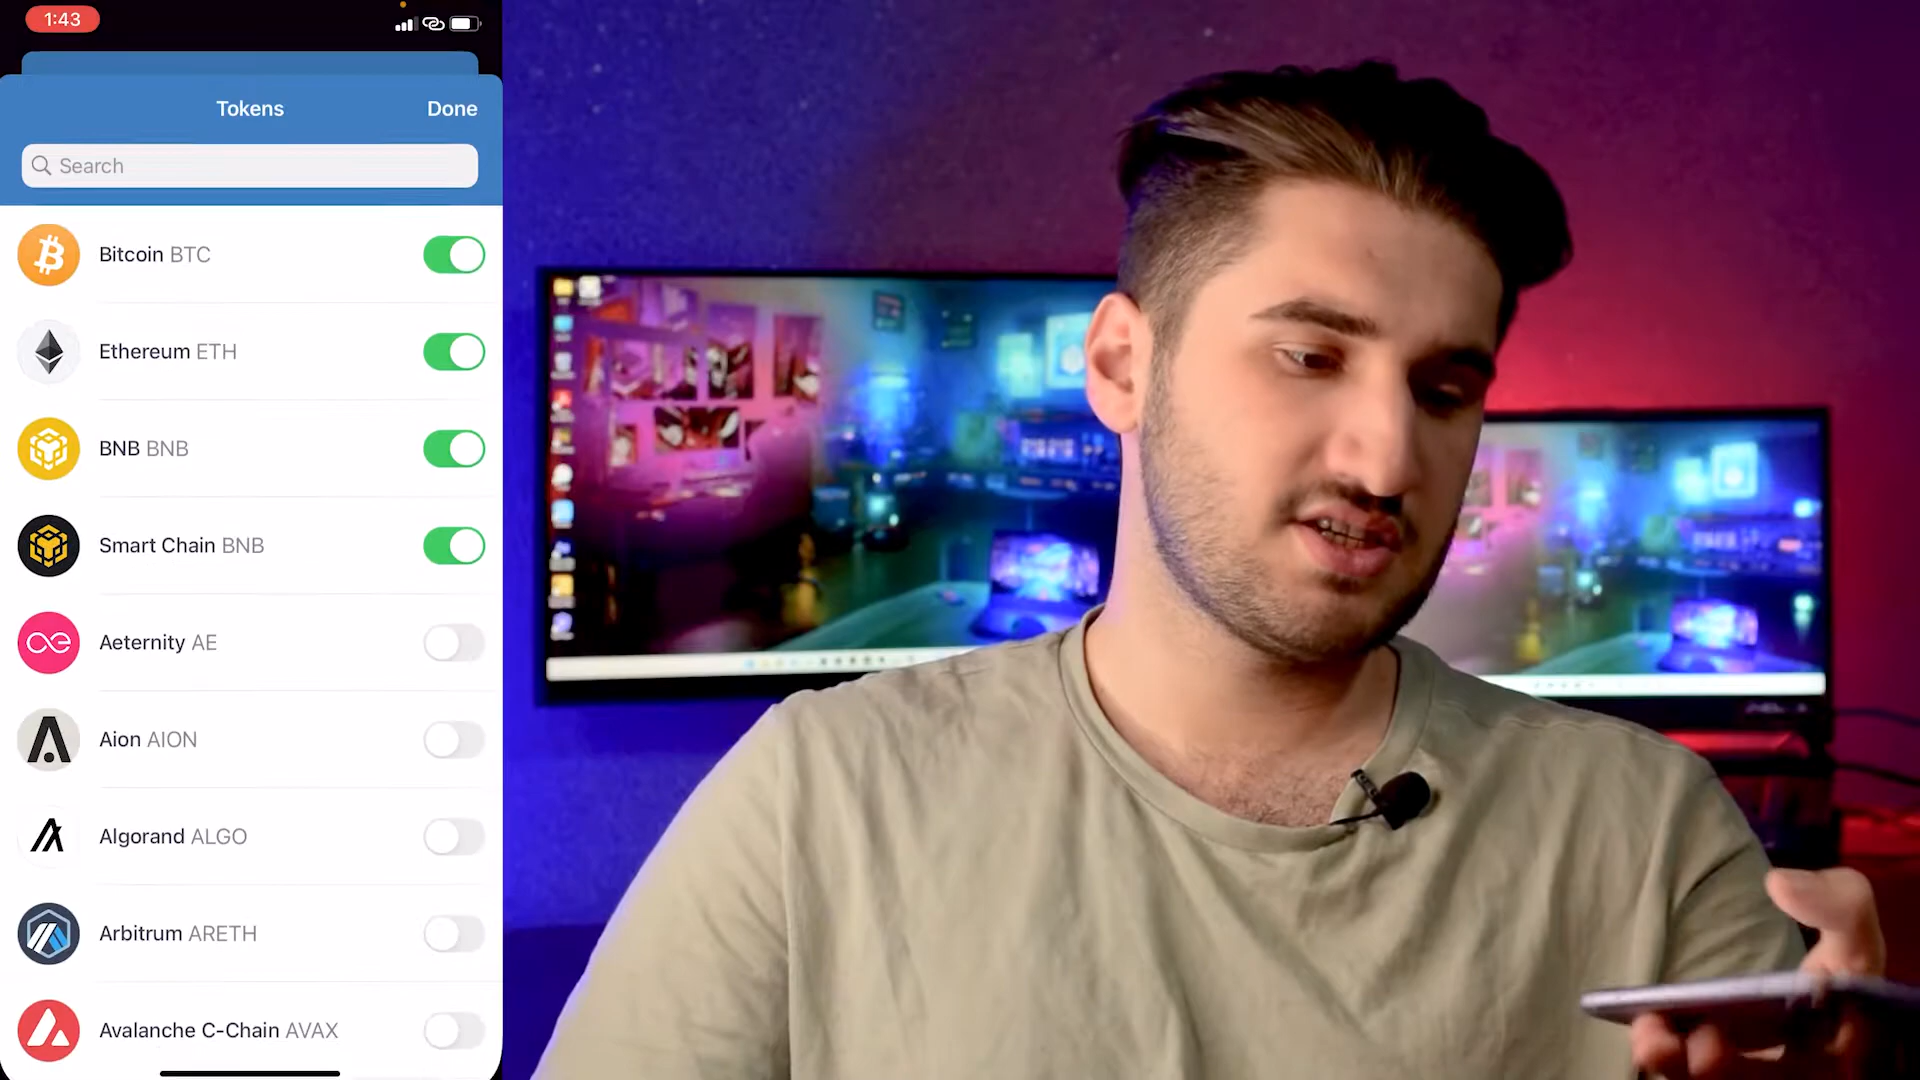 1:43
Tokens
Done
Search
Bitcoin BTC
Ethereum ETH
BNB BNB
Smart Chain BNB
Aeternity AE
Aion AION
Algorand ALGO
Arbitrum ARETH
Avalanche C-Chain AVAX